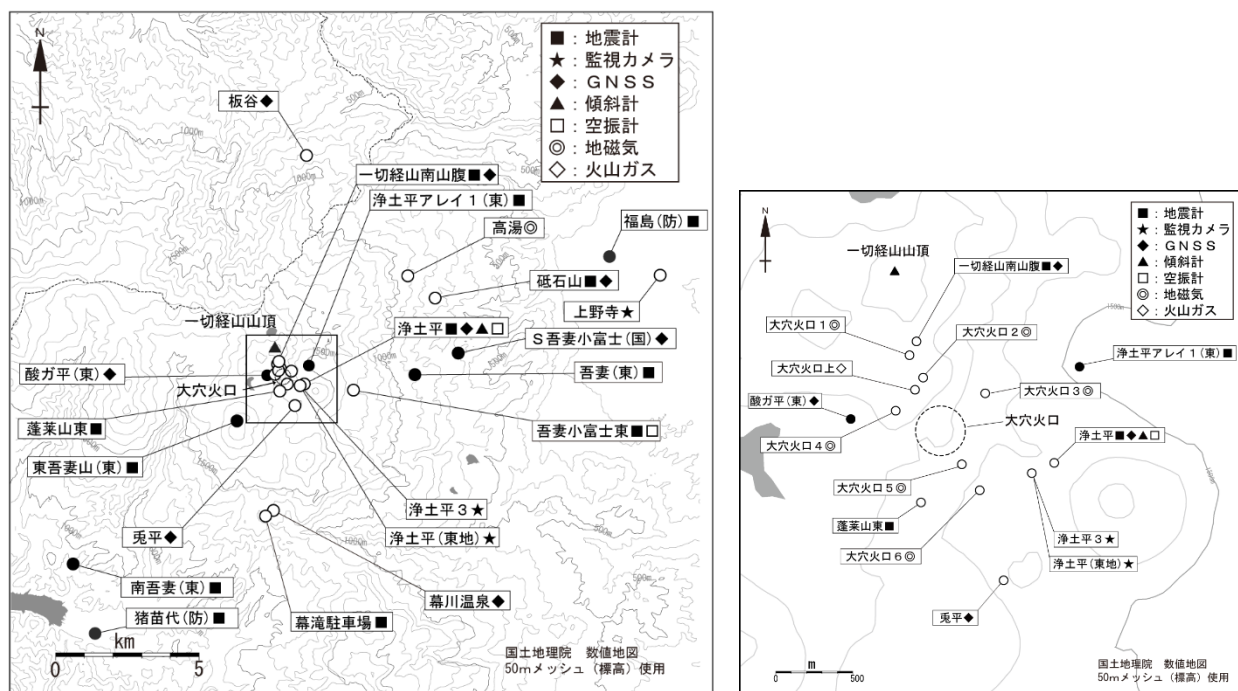 N
■：地震計
★：監視カメラ
◆：ＧＮＳＳ
▲：傾斜計
□：空振計
◎：地磁気
◇：火山ガス
板谷◆
一切経山南山腹■◆
浄土平アレイ１(東)■
高湯◎
福島(防)■
砥石山■◆
上野寺★
一切経山山頂
浄土平■◆▲□
Ｓ吾妻小富士(国)◆
酸ガ平(東)◆
吾妻(東)■
大穴火口
蓬莱山東■
吾妻小富士東■□
東吾妻山(東)■
浄土平３★
兎平◆
浄土平(東地)★
南吾妻(東)■
幕川温泉◆
猪苗代(防)■
幕滝駐車場■
km
0 5
国土地理院　数値地図
50mメッシュ（標高）使用
500m
1000m
1500m
N
■：地震計
★：監視カメラ
◆：ＧＮＳＳ
▲：傾斜計
□：空振計
◎：地磁気
◇：火山ガス
一切経山山頂
一切経山南山腹■◆
大穴火口１◎
大穴火口２◎
浄土平アレイ１(東)■
大穴火口上◇
大穴火口３◎
酸ガ平(東)◆
大穴火口
大穴火口４◎
浄土平■◆▲□
大穴火口５◎
蓬莱山東■
浄土平３★
大穴火口６◎
浄土平(東地)★
兎平◆
m
0 500
国土地理院　数値地図
50mメッシュ（標高）使用